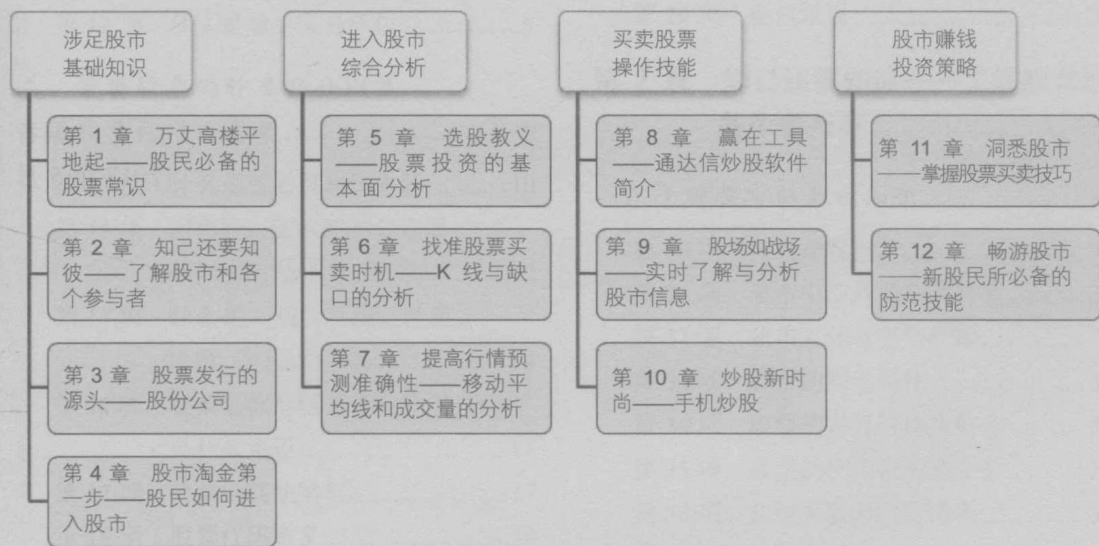 涉足股市
基础知识
第 1 章 万丈高楼平
地起——股民必备的
股票常识
第 2 章 知己还要知
彼——了解股市和各
个参与者
第 3 章 股票发行的
源头——股份公司
第 4 章 股市淘金第
一步——股民如何进
入股市
进入股市
综合分析
第 5 章 选股教义
——股票投资的基
本面分析
第 6 章 找准股票买
卖时机——K 线与缺
口的分析
第 7 章 提高行情预
测准确性——移动平
均线和成交量的分析
买卖股票
操作技能
第 8 章 赢在工具
——通达信炒股软件
简介
第 9 章 股场如战场
——实时了解与分析
股市信息
第 10 章 炒股新时
尚——手机炒股
股市赚钱
投资策略
第 11 章 洞悉股市
——掌握股票买卖技巧
第 12 章 畅游股市
——新股民所必备的
防范技能